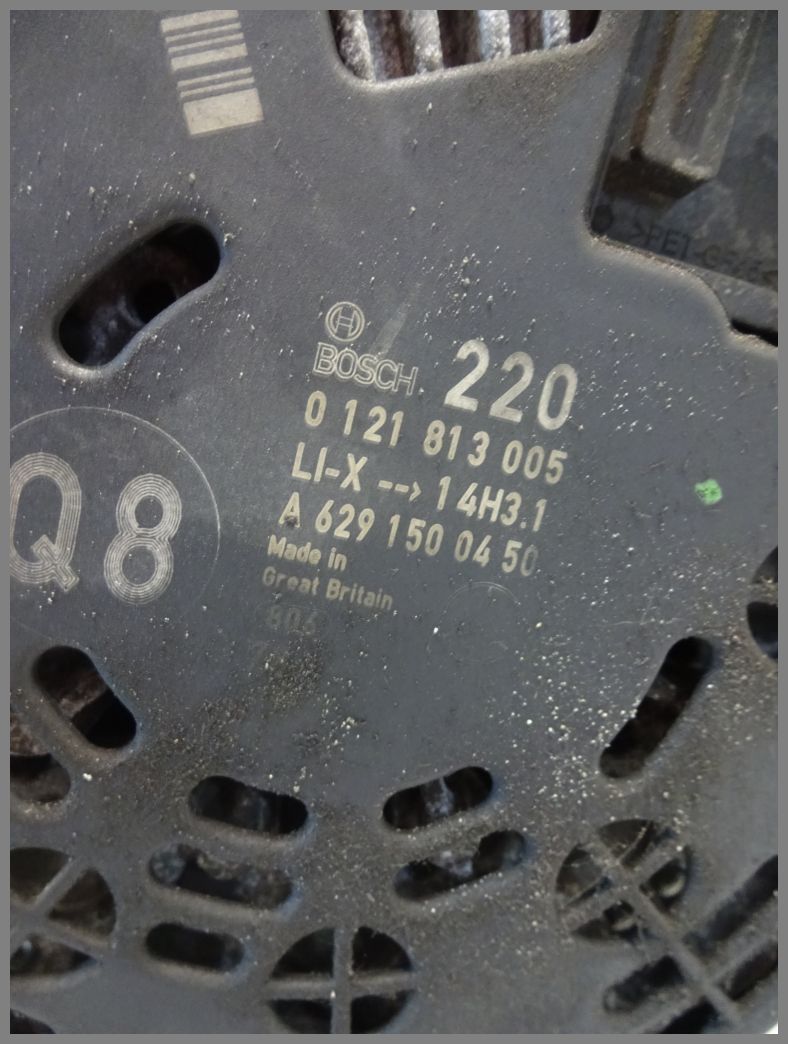 BOSCH 220
0 121 813 005
LI-X --> 14H3.1
A 629 150 04 50
Made in
Great Britain
Q8